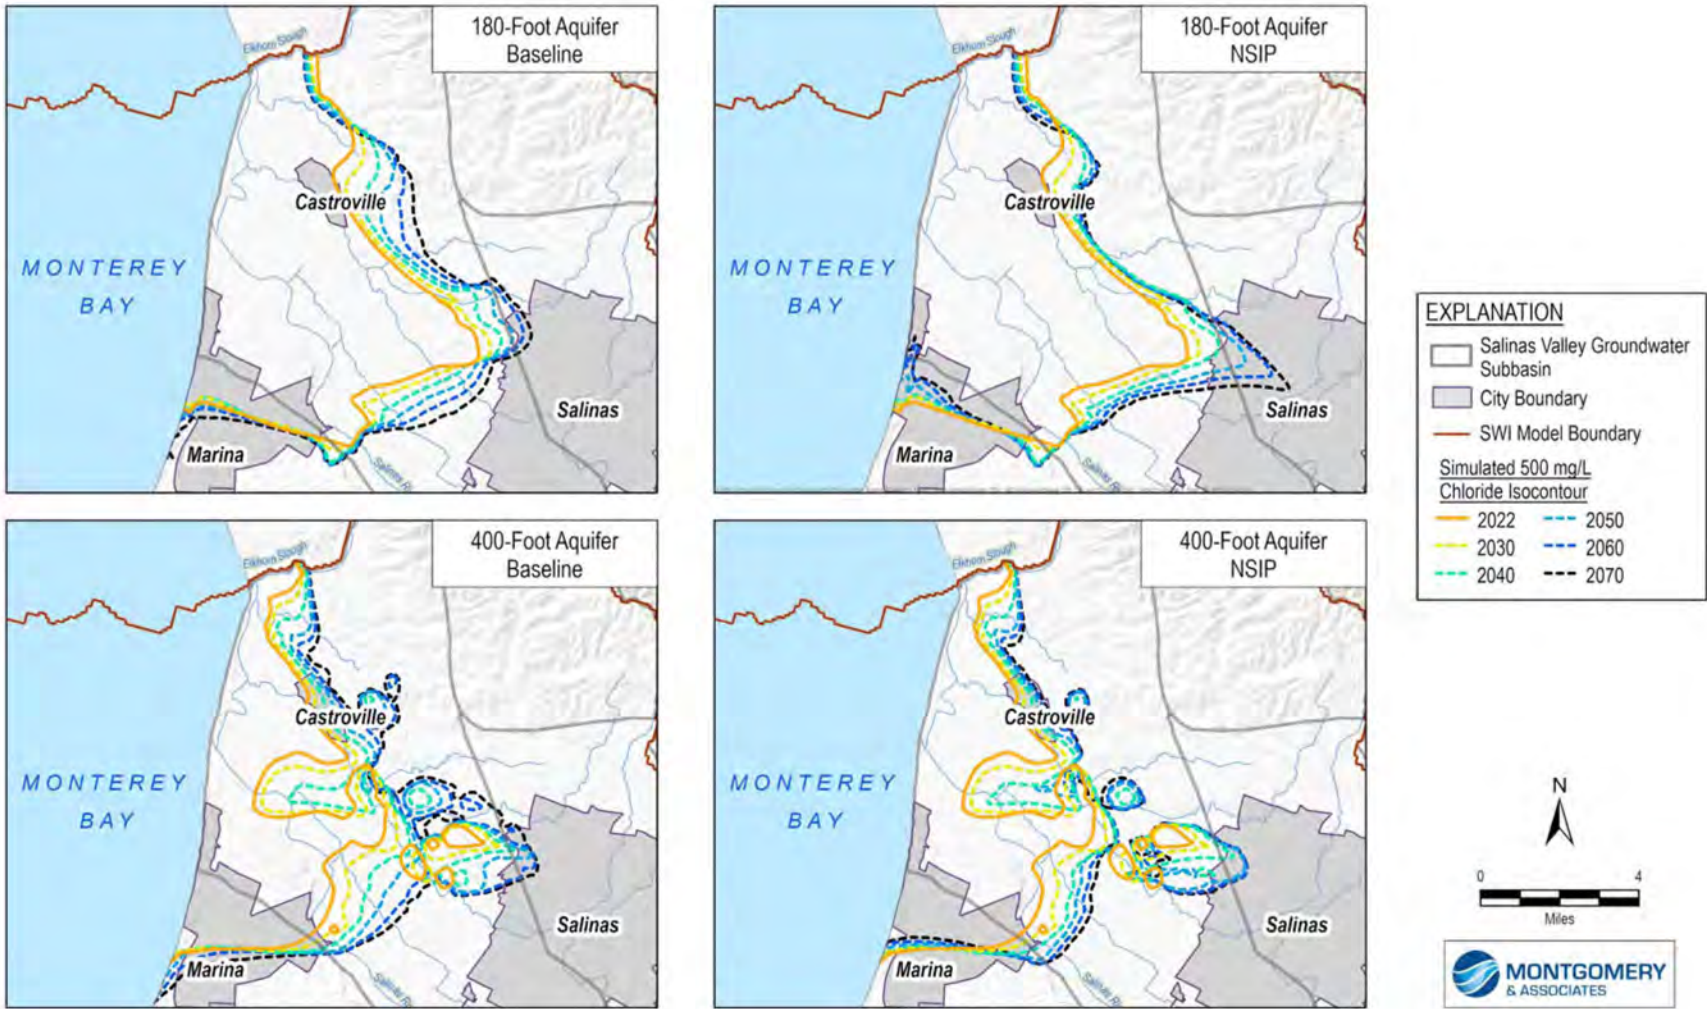 180-Foot Aquifer
Baseline
Elkhorn Slough
Castroville
MONTEREY
BAY
Salinas
Marina
180-Foot Aquifer
NSIP
Elkhorn Slough
Castroville
MONTEREY
BAY
Salinas
Marina
400-Foot Aquifer
Baseline
Elkhorn Slough
Castroville
MONTEREY
BAY
Salinas
Marina
400-Foot Aquifer
NSIP
Elkhorn Slough
Castroville
MONTEREY
BAY
Salinas
Marina
EXPLANATION
Salinas Valley Groundwater
Subbasin
City Boundary
SWI Model Boundary
Simulated 500 mg/L
Chloride Isocontour
2022 2050
2030 2060
2040 2070
N
0 4
Miles
MONTGOMERY
& ASSOCIATES